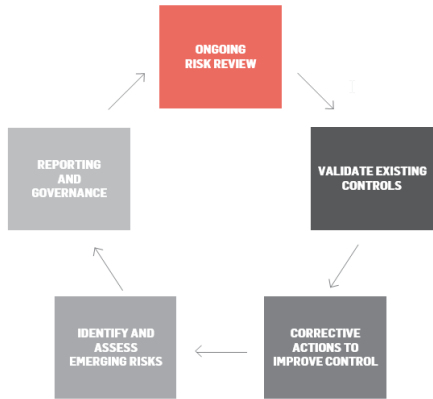 ONGOING
RISK REVIEW
VALIDATE EXISTING
CONTROLS
CORRECTIVE
ACTIONS TO
IMPROVE CONTROL
IDENTIFY AND
ASSESS
EMERGING RISKS
REPORTING
AND
GOVERNANCE